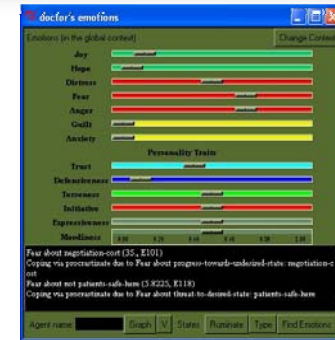 doctor's emotions
Emotions (in the global context)
Change Context
Joy
Hope
Distress
Fear
Anger
Guilt
Anxiety
Personality Traits
Trust
Defensiveness
Terseness
Initiative
Expressiveness
Moodiness
Fear about negotiation-cost (35., E101)
Coping via procrastinate due to Fear about progress-towards-undesired-state: negotiation-c
ost
Fear about not patients-safe-here (5.8225, E118)
Coping via procrastinate due to Fear about threat-to-desired-state: patients-safe-here
Agent name: Graph V States Ruminate Type Find Emotions